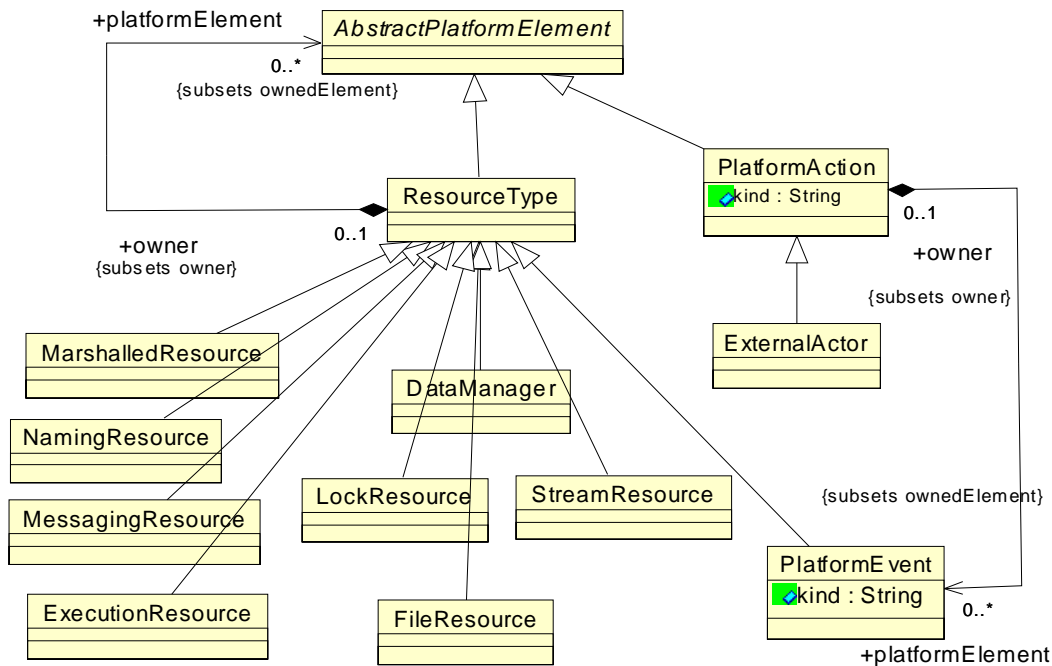 +platformElement
AbstractPlatformElement
0..*
{subsets ownedElement}
PlatformAction
kind : String
ResourceType
0..1
0..1
+owner
{subsets owner}
+owner
{subsets owner}
MarshalledResource
ExternalActor
DataManager
NamingResource
LockResource
StreamResource
{subsets ownedElement}
MessagingResource
PlatformEvent
kind : String
ExecutionResource
FileResource
0..*
+platformElement